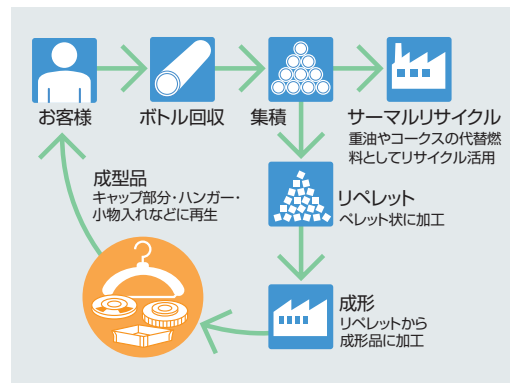 お客様
ボトル回収
集積
サーマルリサイクル
重油やコークスの代替燃
料としてリサイクル活用
リペレット
ペレット状に加工
成形
リペレットから
成形品に加工
成型品
キャップ部分・ハンガー・
小物入れなどに再生